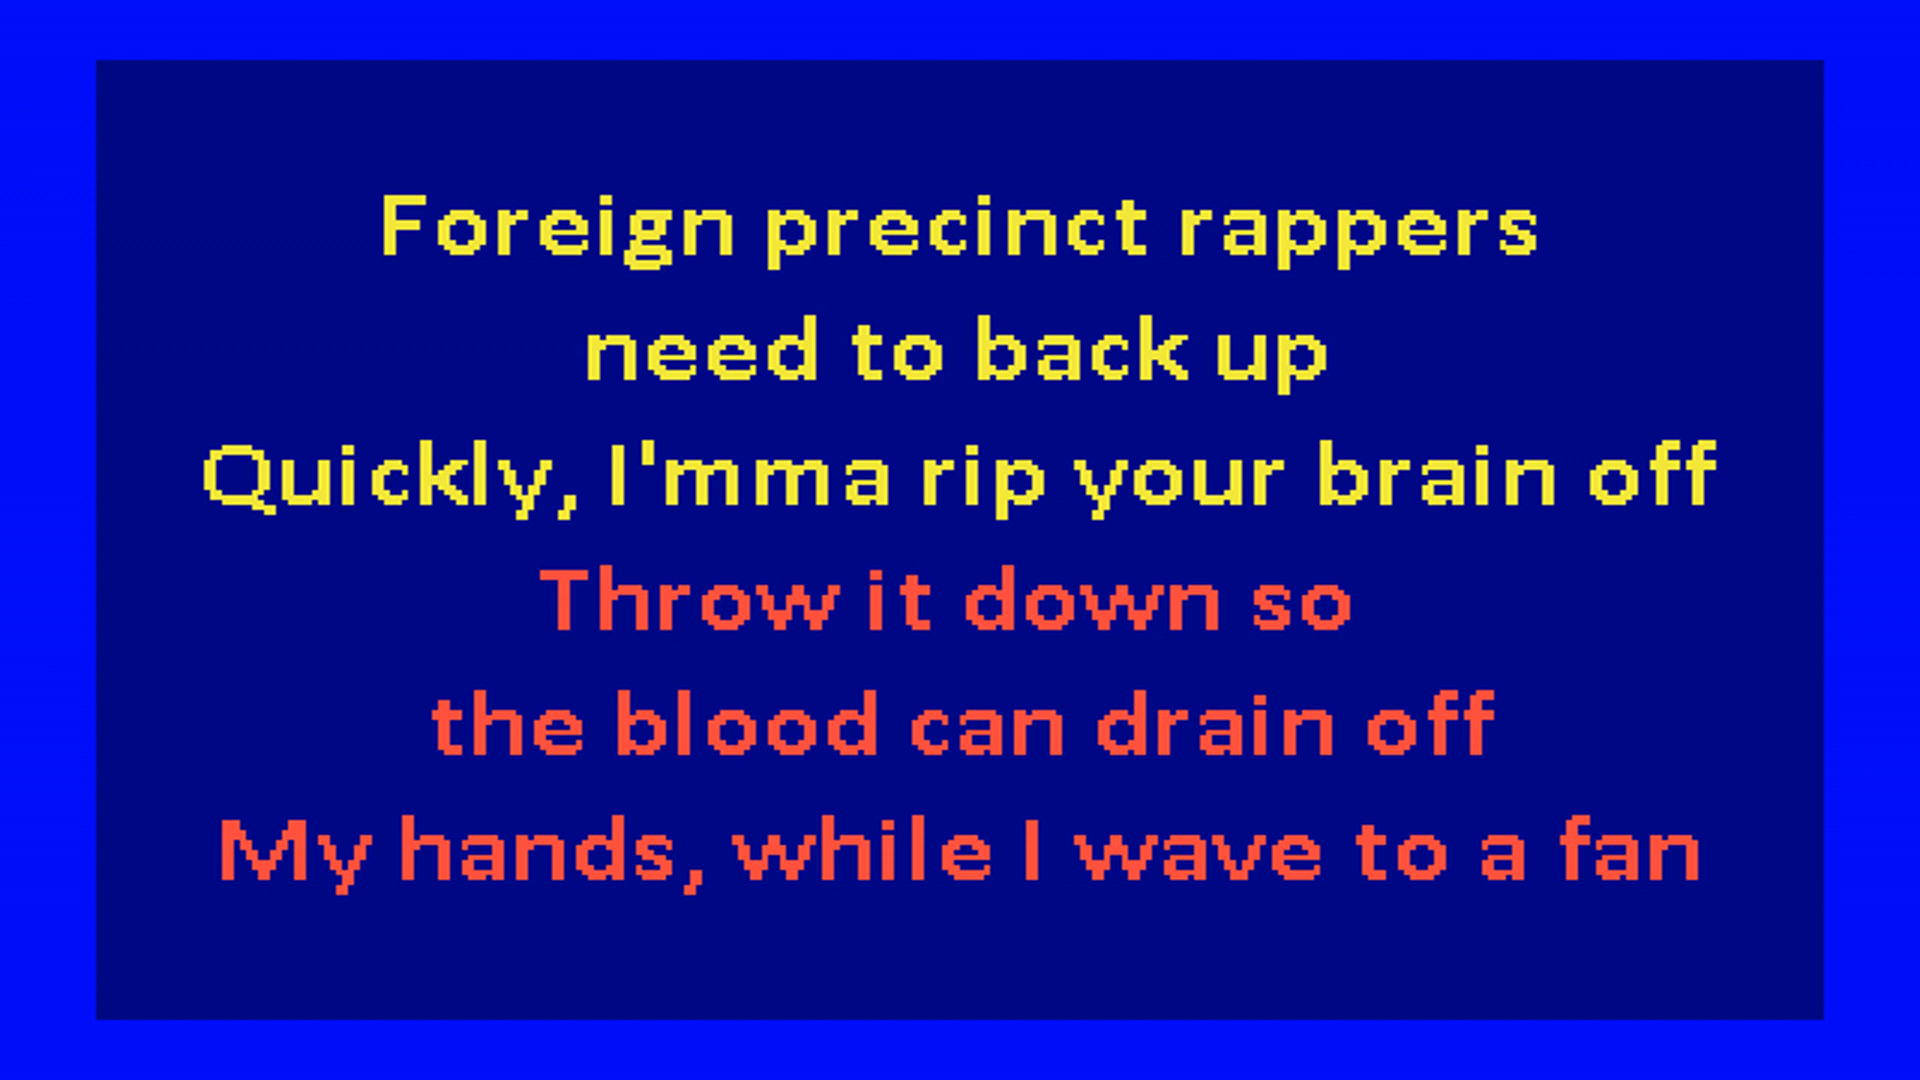 Foreign precinct rappers
need to back up
Quickly, I'mma rip your brain off
Throw it down so
the blood can drain off
My hands, while I wave to a fan